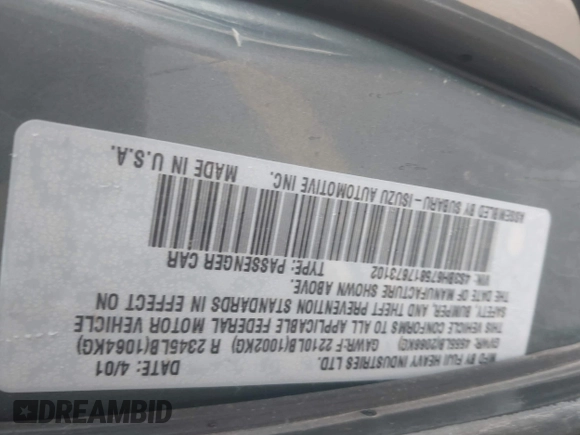 MFD BY FUJI HEAVY INDUSTRIES LTD. DATE: 4/01
GVWR: 4555LB(2066KG) GAWR:F 2210LB(1002KG) R 2345LB(1064KG)
THIS VEHICLE CONFORMS TO ALL APPLICABLE FEDERAL MOTOR VEHICLE
SAFETY, BUMPER AND THEFT PREVENTION STANDARDS IN EFFECT ON
THE DATE OF MANUFACTURE SHOWN ABOVE.
VIN: 4S3BH675817673102 TYPE: PASSENGER CAR
ASSEMBLED BY SUBARU-ISUZU AUTOMOTIVE INC. MADE IN U.S.A.
DREAMBID